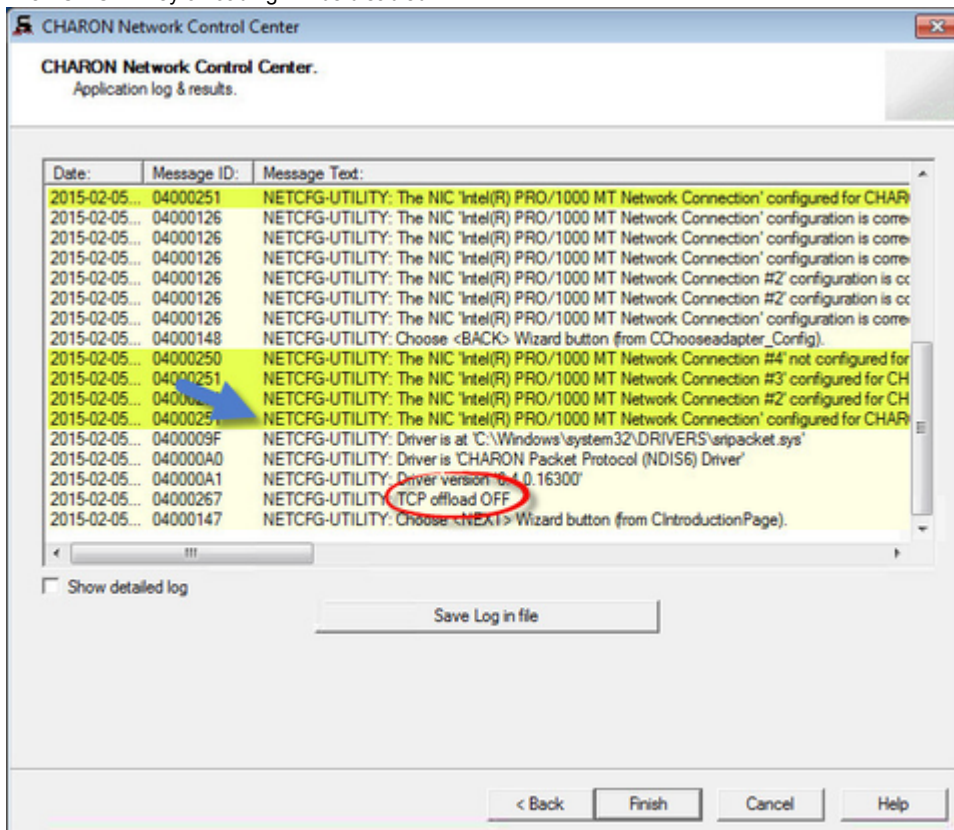 CHARON Network Control Center
CHARON Network Control Center.
Application log & results.
Date: Message ID: Message Text:
2015-02-05... 04000251 NETCFG-UTILITY: The NIC 'Intel(R) PRO/1000 MT Network Connection' configured for CHAR
2015-02-05... 04000126 NETCFG-UTILITY: The NIC 'Intel(R) PRO/1000 MT Network Connection' configuration is corre
2015-02-05... 04000126 NETCFG-UTILITY: The NIC 'Intel(R) PRO/1000 MT Network Connection' configuration is corre
2015-02-05... 04000126 NETCFG-UTILITY: The NIC 'Intel(R) PRO/1000 MT Network Connection' configuration is corre
2015-02-05... 04000126 NETCFG-UTILITY: The NIC 'Intel(R) PRO/1000 MT Network Connection #2' configuration is cc
2015-02-05... 04000126 NETCFG-UTILITY: The NIC 'Intel(R) PRO/1000 MT Network Connection #2' configuration is cc
2015-02-05... 04000126 NETCFG-UTILITY: The NIC 'Intel(R) PRO/1000 MT Network Connection' configuration is corre
2015-02-05... 04000148 NETCFG-UTILITY: Choose <BACK> Wizard button (from CChooseadapter_Config).
2015-02-05... 04000250 NETCFG-UTILITY: The NIC 'Intel(R) PRO/1000 MT Network Connection #4' not configured for
2015-02-05... 04000251 NETCFG-UTILITY: The NIC 'Intel(R) PRO/1000 MT Network Connection #3' configured for CH
2015-02-05... NETCFG-UTILITY: The NIC 'Intel(R) PRO/1000 MT Network Connection #2' configured for CH
2015-02-05... 04000251 NETCFG-UTILITY: The NIC 'Intel(R) PRO/1000 MT Network Connection' configured for CHAR
2015-02-05... 0400009F NETCFG-UTILITY: Driver is at 'C:\Windows\system32\DRIVERS\sripacket.sys'
2015-02-05... 040000A0 NETCFG-UTILITY: Driver is 'CHARON Packet Protocol (NDIS6) Driver'
2015-02-05... 040000A1 NETCFG-UTILITY: Driver version '6.4.0.16300'
2015-02-05... 04000267 NETCFG-UTILITY: TCP offload OFF
2015-02-05... 04000147 NETCFG-UTILITY: Choose <NEXT> Wizard button (from CIntroductionPage).
Show detailed log
Save Log in file
< Back Finish Cancel Help